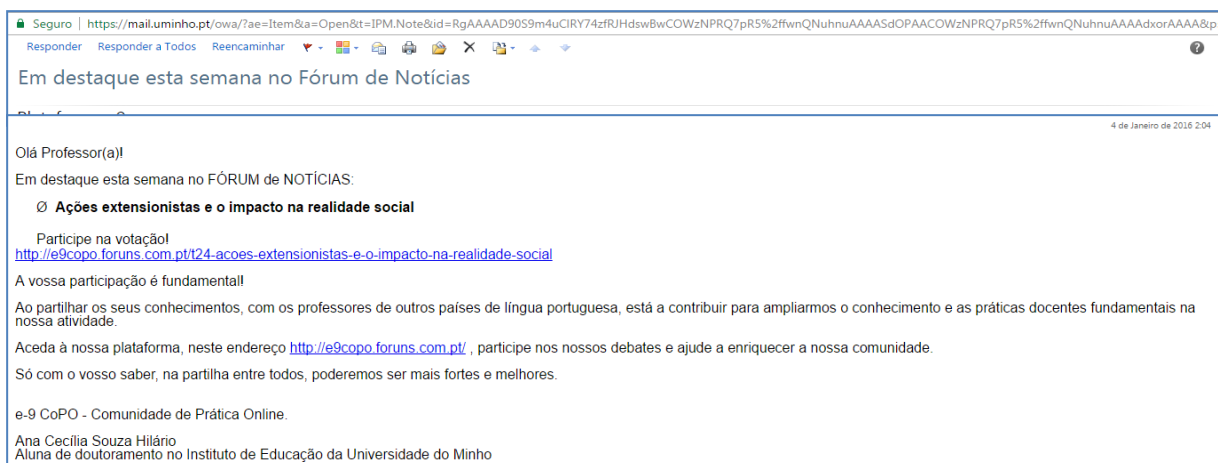 Seguro | https://mail.uminho.pt/owa/?ae=Item&a=Open&t=IPM.Note&id=RgAAAAD90S9m4uClRY74zfRJHdswBwCOWzNPRQ7pR5%2ffwnQNuhnuAAAASdOPAACOWzNPRQ7pR5%2ffwnQNuhnuAAAAdxorAAAA&p
Responder Responder a Todos Reencaminhar
Em destaque esta semana no Fórum de Notícias
4 de Janeiro de 2016 2:04
Olá Professor(a)!
Em destaque esta semana no FÓRUM de NOTÍCIAS:
Ø Ações extensionistas e o impacto na realidade social
Participe na votação!
http://e9copo.foruns.com.pt/t24-acoes-extensionistas-e-o-impacto-na-realidade-social
A vossa participação é fundamental!
Ao partilhar os seus conhecimentos, com os professores de outros países de língua portuguesa, está a contribuir para ampliarmos o conhecimento e as práticas docentes fundamentais na
nossa atividade.
Aceda à nossa plataforma, neste endereço http://e9copo.foruns.com.pt/ , participe nos nossos debates e ajude a enriquecer a nossa comunidade.
Só com o vosso saber, na partilha entre todos, poderemos ser mais fortes e melhores.
e-9 CoPO - Comunidade de Prática Online.
Ana Cecília Souza Hilário
Aluna de doutoramento no Instituto de Educação da Universidade do Minho